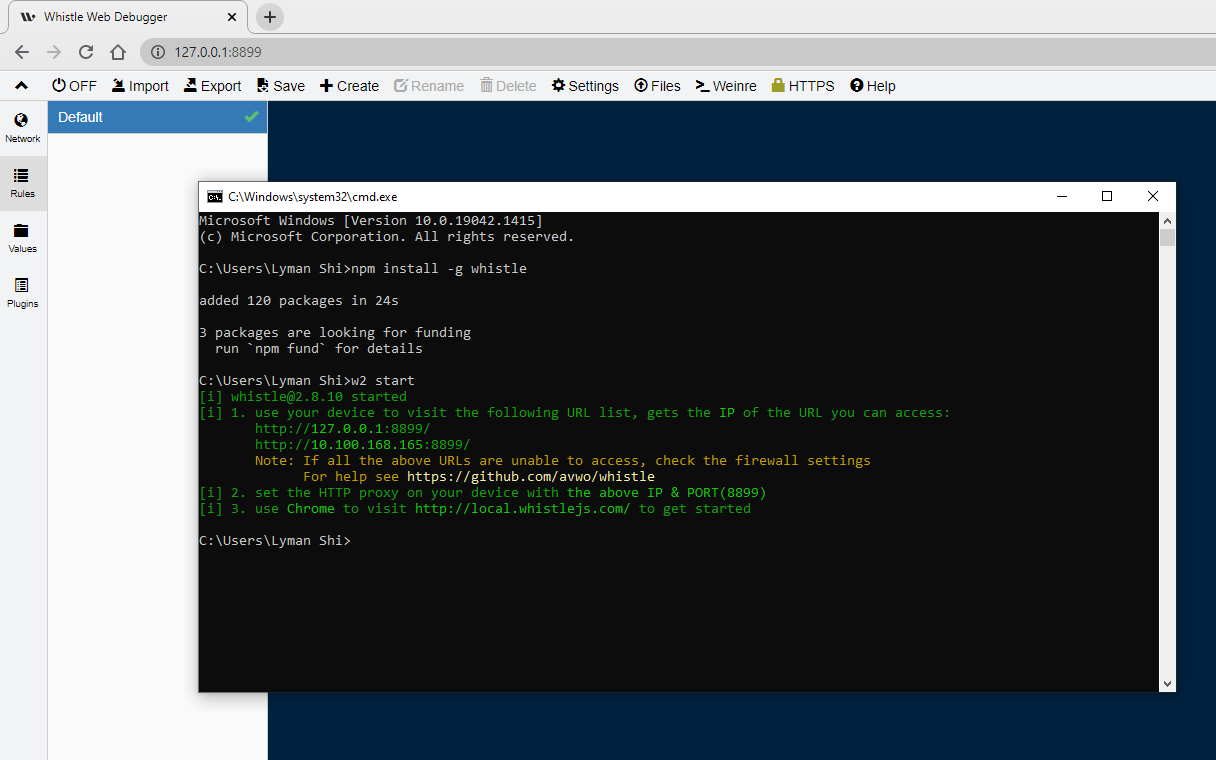 Whistle Web Debugger
127.0.0.1:8899
OFF Import Export Save Create Rename Delete Settings Files Weinre HTTPS Help
Network
Rules
Values
Plugins
Default
C:\Windows\system32\cmd.exe
Microsoft Windows [Version 10.0.19042.1415]
(c) Microsoft Corporation. All rights reserved.
C:\Users\Lyman Shi>npm install -g whistle
added 120 packages in 24s
3 packages are looking for funding
run `npm fund` for details
C:\Users\Lyman Shi>w2 start
[i] whistle@2.8.10 started
[i] 1. use your device to visit the following URL list, gets the IP of the URL you can access:
http://127.0.0.1:8899/
http://10.100.168.165:8899/
Note: If all the above URLs are unable to access, check the firewall settings
For help see https://github.com/avwo/whistle
[i] 2. set the HTTP proxy on your device with the above IP & PORT(8899)
[i] 3. use Chrome to visit http://local.whistlejs.com/ to get started
C:\Users\Lyman Shi>